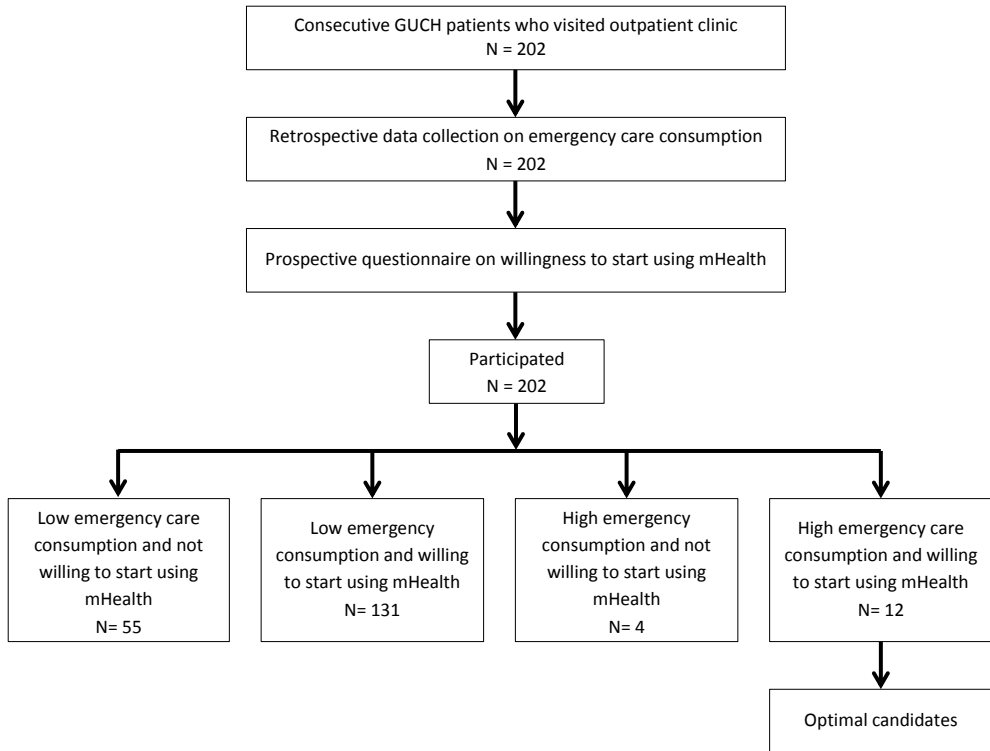 Consecutive GUCH patients who visited outpatient clinic
N = 202
Retrospective data collection on emergency care consumption
N = 202
Prospective questionnaire on willingness to start using mHealth
Participated
N = 202
Low emergency care
consumption and not
willing to start using
mHealth
N= 55
Low emergency
consumption and willing
to start using mHealth
N= 131
High emergency
consumption and not
willing to start using
mHealth
N= 4
High emergency care
consumption and willing
to start using mHealth
N= 12
Optimal candidates